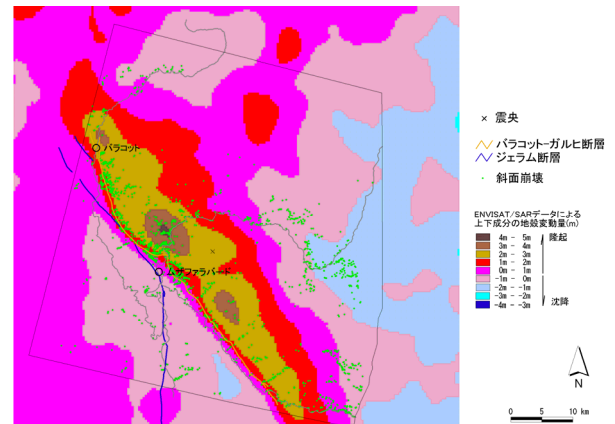 バラコット
ムザファラバード
× 震央
バラコット-ガルヒ断層
ジェラム断層
斜面崩壊
ENVISAT/SARデータによる
上下成分の地殻変動量(m)
4m - 5m
3m - 4m
2m - 3m
1m - 2m
0m - 1m
-1m - 0m
-2m - -1m
-3m - -2m
-4m - -3m
隆起
沈降
N
0 5 10 km